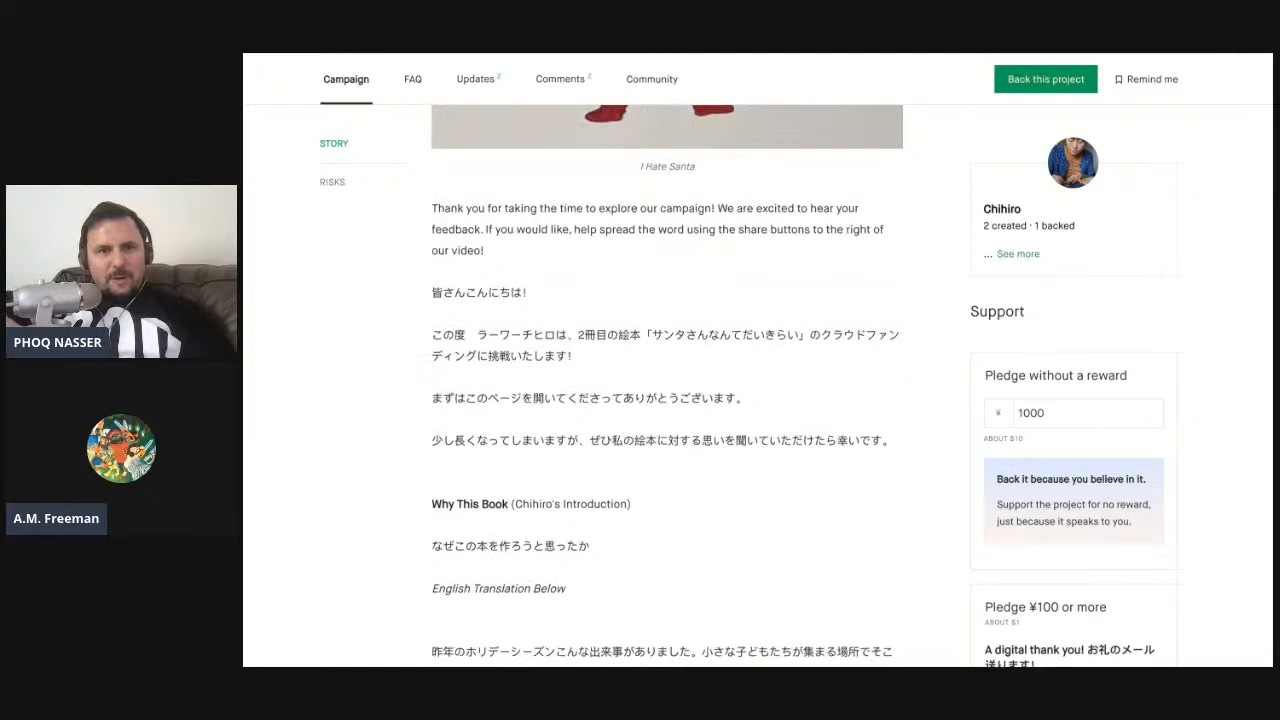 Campaign FAQ Updates 2 Comments 2 Community Back this project Remind me
STORY
RISKS
I Hate Santa
Thank you for taking the time to explore our campaign! We are excited to hear your
feedback. If you would like, help spread the word using the share buttons to the right of
our video!
皆さんこんにちは!
この度　ラーワーチヒロは、2冊目の絵本「サンタさんなんてだいきらい」のクラウドファン
ディングに挑戦いたします!
まずはこのページを開いてくださってありがとうございます。
少し長くなってしまいますが、ぜひ私の絵本に対する思いを聞いていただけたら幸いです。
Why This Book (Chihiro's Introduction)
なぜこの本を作ろうと思ったか
English Translation Below
昨年のホリデーシーズンこんな出来事がありました。小さな子どもたちが集まる場所でそこ
Chihiro
2 created · 1 backed
... See more
Support
Pledge without a reward
¥ 1000
ABOUT $10
Back it because you believe in it.
Support the project for no reward,
just because it speaks to you.
Pledge ¥100 or more
ABOUT $1
A digital thank you! お礼のメール
送ります!
PHOQ NASSER
A.M. Freeman